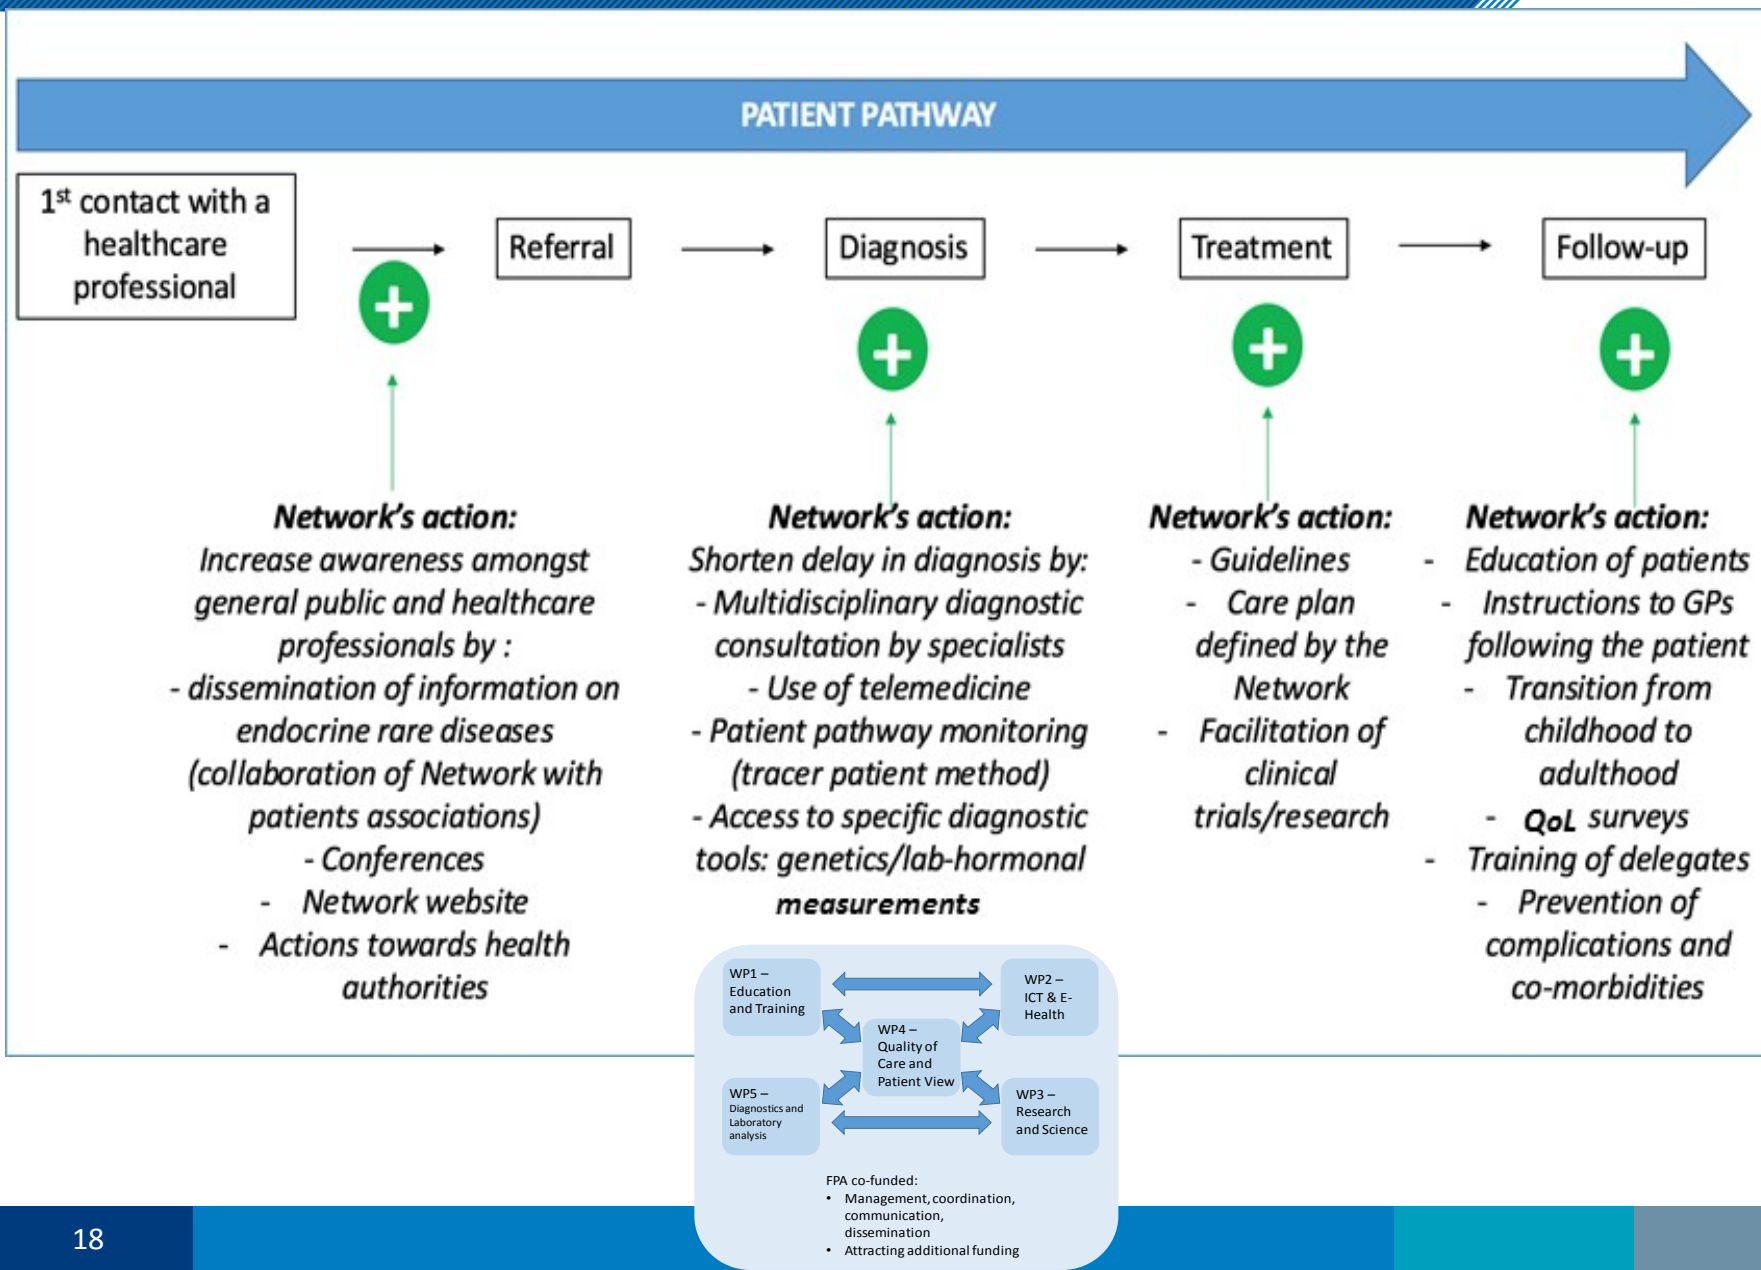 PATIENT PATHWAY
1st contact with a
healthcare
professional
Referral
Diagnosis
Treatment
Follow-up
Network's action:
Increase awareness amongst
general public and healthcare
professionals by :
- dissemination of information on
endocrine rare diseases
(collaboration of Network with
patients associations)
- Conferences
- Network website
- Actions towards health
authorities
Network's action:
Shorten delay in diagnosis by:
- Multidisciplinary diagnostic
consultation by specialists
- Use of telemedicine
- Patient pathway monitoring
(tracer patient method)
- Access to specific diagnostic
tools: genetics/lab-hormonal
measurements
Network's action:
- Guidelines
- Care plan
defined by the
Network
- Facilitation of
clinical
trials/research
Network's action:
- Education of patients
- Instructions to GPs
following the patient
- Transition from
childhood to
adulthood
- QoL surveys
- Training of delegates
- Prevention of
complications and
co-morbidities
WP1 –
Education
and Training
WP2 –
ICT & E-
Health
WP4 –
Quality of
Care and
Patient View
WP5 –
Diagnostics and
Laboratory
analysis
WP3 –
Research
and Science
FPA co-funded:
• Management, coordination,
communication,
dissemination
• Attracting additional funding
18